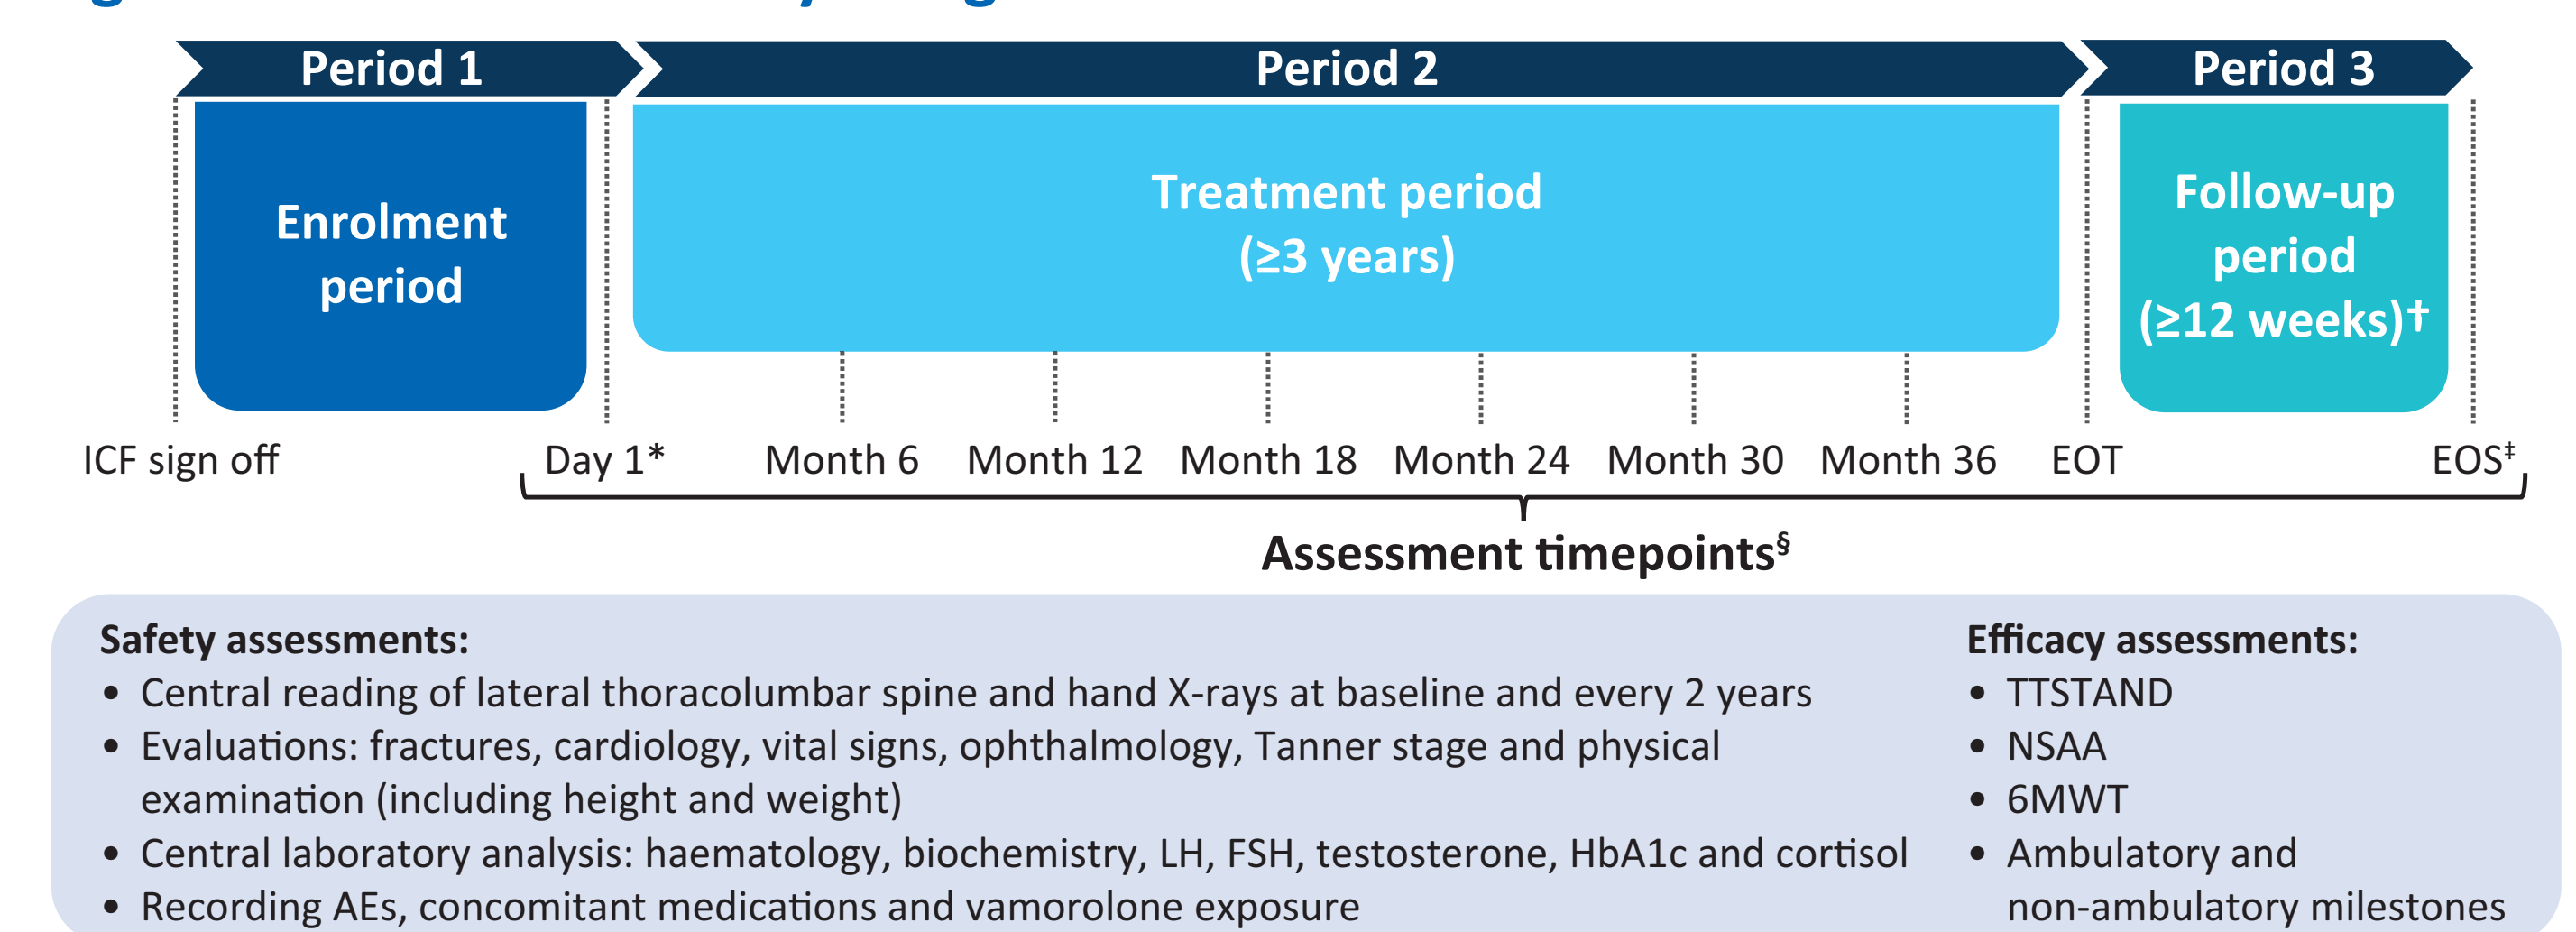 Period 1
Period 2
Period 3
Enrolment
period
Treatment period
(≥3 years)
Follow-up
period
(≥12 weeks)†
ICF sign off
Day 1*
Month 6
Month 12
Month 18
Month 24
Month 30
Month 36
EOT
EOS‡
Assessment timepoints§
Safety assessments:
• Central reading of lateral thoracolumbar spine and hand X-rays at baseline and every 2 years
• Evaluations: fractures, cardiology, vital signs, ophthalmology, Tanner stage and physical
examination (including height and weight)
• Central laboratory analysis: haematology, biochemistry, LH, FSH, testosterone, HbA1c and cortisol
• Recording AEs, concomitant medications and vamorolone exposure
Efficacy assessments:
• TTSTAND
• NSAA
• 6MWT
• Ambulatory and
non-ambulatory milestones